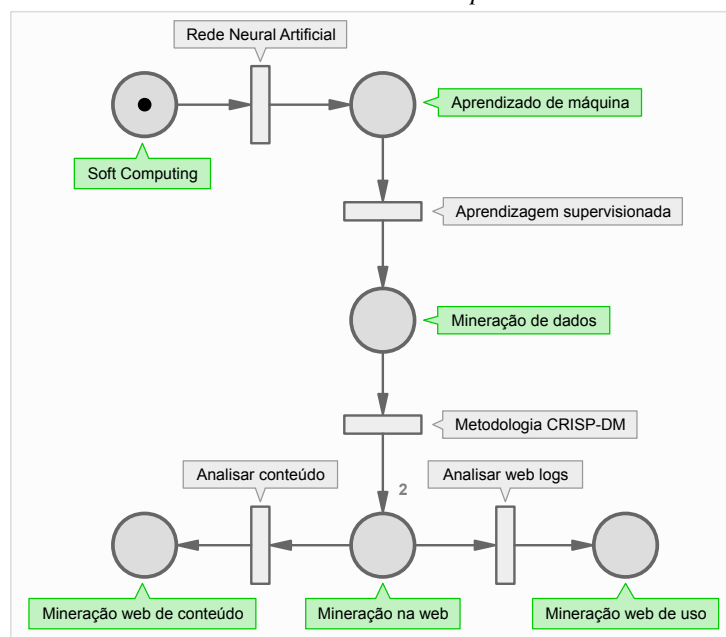 Rede Neural Artificial
Aprendizado de máquina
Soft Computing
Aprendizagem supervisionada
Mineração de dados
Metodologia CRISP-DM
Analisar conteúdo
2
Analisar web logs
Mineração web de conteúdo
Mineração na web
Mineração web de uso